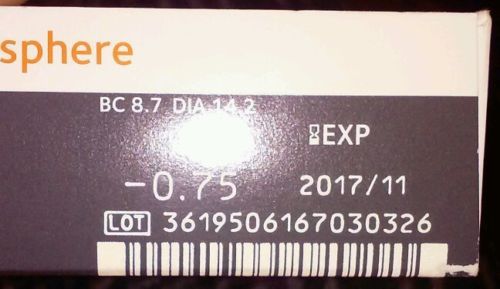 sphere
BC 8.7 DIA 14.2
EXP
-0.75 2017/11
LOT 3619506167030326